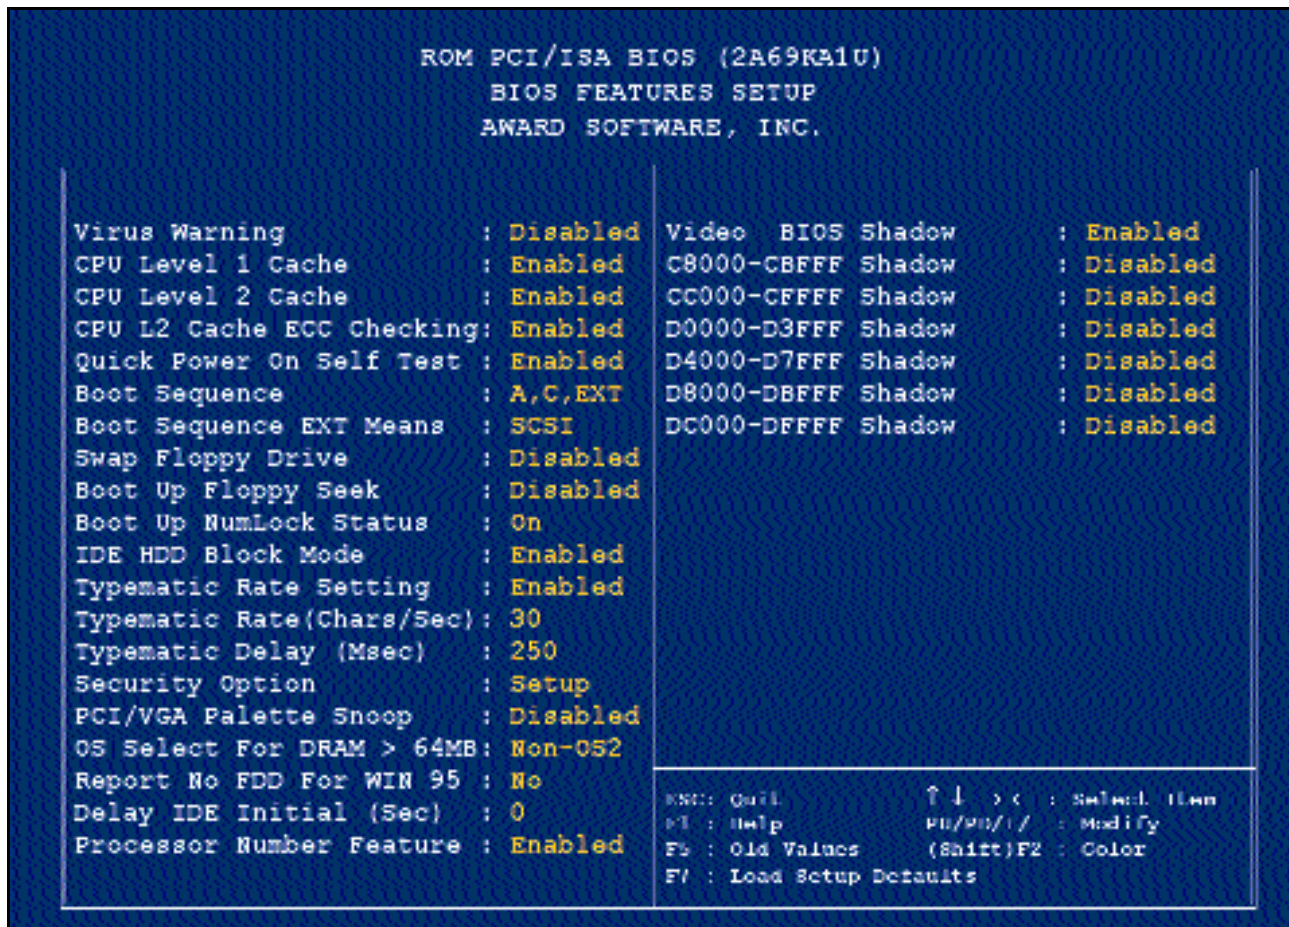 ROM PCI/ISA BIOS (2A69KA1U)
BIOS FEATURES SETUP
AWARD SOFTWARE, INC.
Virus Warning : Disabled
CPU Level 1 Cache : Enabled
CPU Level 2 Cache : Enabled
CPU L2 Cache ECC Checking: Enabled
Quick Power On Self Test : Enabled
Boot Sequence : A,C,EXT
Boot Sequence EXT Means : SCSI
Swap Floppy Drive : Disabled
Boot Up Floppy Seek : Disabled
Boot Up NumLock Status : On
IDE HDD Block Mode : Enabled
Typematic Rate Setting : Enabled
Typematic Rate(Chars/Sec): 30
Typematic Delay (Msec) : 250
Security Option : Setup
PCI/VGA Palette Snoop : Disabled
OS Select For DRAM > 64MB: Non-OS2
Report No FDD For WIN 95 : No
Delay IDE Initial (Sec) : 0
Processor Number Feature : Enabled
Video BIOS Shadow : Enabled
C8000-CBFFF Shadow : Disabled
CC000-CFFFF Shadow : Disabled
D0000-D3FFF Shadow : Disabled
D4000-D7FFF Shadow : Disabled
D8000-DBFFF Shadow : Disabled
DC000-DFFFF Shadow : Disabled
ESC: Quit ↑↓ >< : Select Item
F1 : Help : Modify
F5 : Old Values (Shift)F2 : Color
F7 : Load Setup Defaults